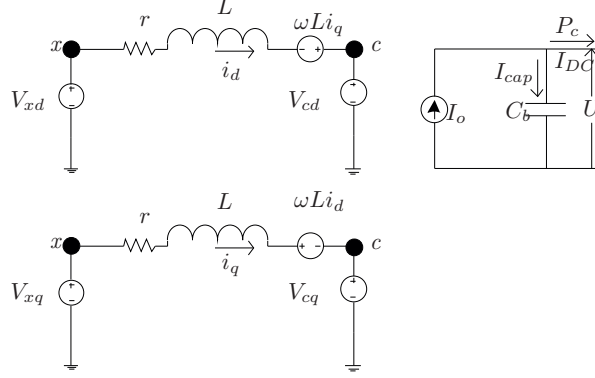 r
L
ωLi_q
x
c
i_d
V_xd
V_cd
P_c
I_DC
I_cap
I_o
C_b
U
r
L
ωLi_d
x
c
i_q
V_xq
V_cq